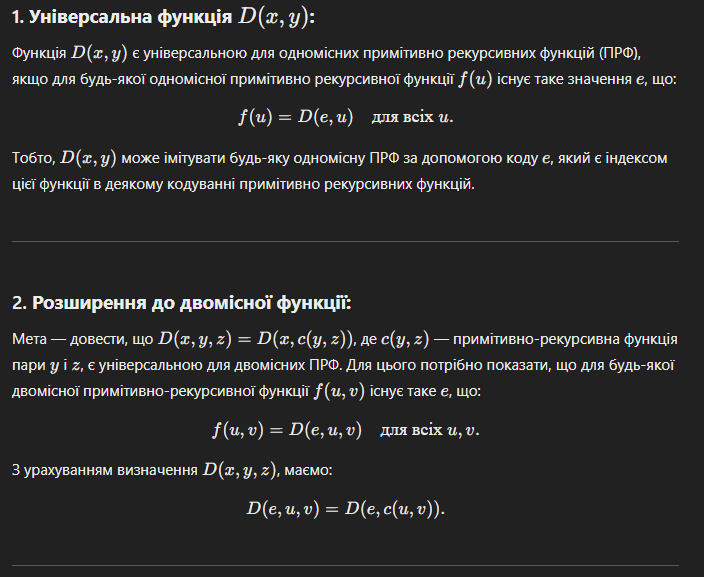 1. Універсальна функція D(x, y):
Функція D(x, y) є універсальною для одномісних примітивно рекурсивних функцій (ПРФ),
якщо для будь-якої одномісної примітивно рекурсивної функції f(u) існує таке значення e, що:
f(u) = D(e, u) для всіх u.
Тобто, D(x, y) може імітувати будь-яку одномісну ПРФ за допомогою коду e, який є індексом
цієї функції в деякому кодуванні примітивно рекурсивних функцій.
2. Розширення до двомісної функції:
Мета — довести, що D(x, y, z) = D(x, c(y, z)), де c(y, z) — примітивно-рекурсивна функція
пари y і z, є універсальною для двомісних ПРФ. Для цього потрібно показати, що для будь-якої
двомісної примітивно-рекурсивної функції f(u, v) існує таке e, що:
f(u, v) = D(e, u, v) для всіх u, v.
З урахуванням визначення D(x, y, z), маємо:
D(e, u, v) = D(e, c(u, v)).